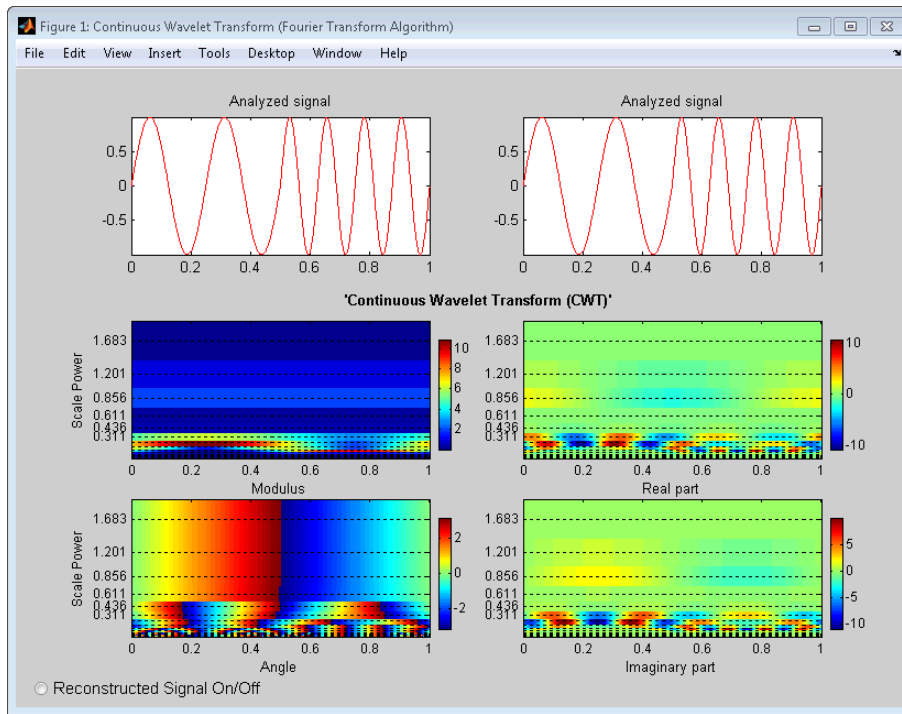 Figure 1: Continuous Wavelet Transform (Fourier Transform Algorithm)
File Edit View Insert Tools Desktop Window Help
Analyzed signal Analyzed signal
0.5 0.5
0 0
-0.5 -0.5
0 0.2 0.4 0.6 0.8 1 0 0.2 0.4 0.6 0.8 1
'Continuous Wavelet Transform (CWT)'
Scale Power
1.683
1.201
0.856
0.611
0.436
0.311
0 0.2 0.4 0.6 0.8 1
Modulus
10
8
6
4
2
1.683
1.201
0.856
0.611
0.436
0.311
0 0.2 0.4 0.6 0.8 1
Real part
10
0
-10
Scale Power
1.683
1.201
0.856
0.611
0.436
0.311
0 0.2 0.4 0.6 0.8 1
Angle
2
0
-2
1.683
1.201
0.856
0.611
0.436
0.311
0 0.2 0.4 0.6 0.8 1
Imaginary part
5
0
-5
-10
Reconstructed Signal On/Off